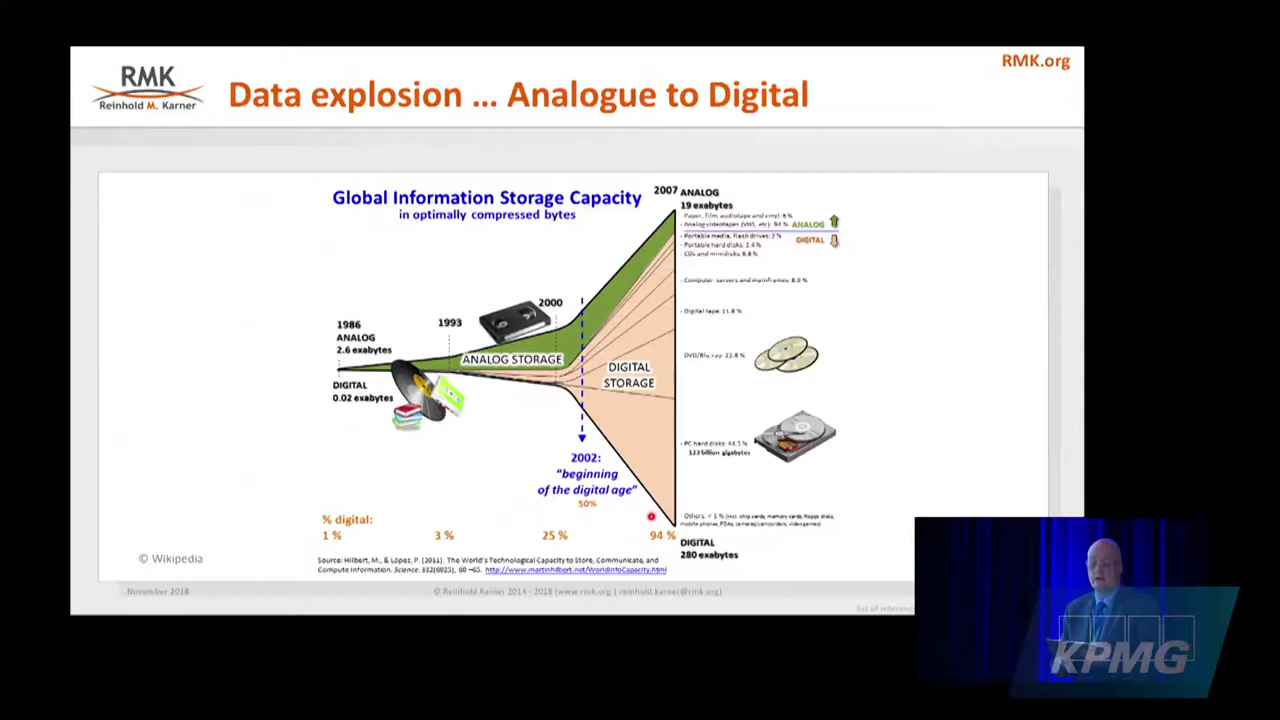 RMK.org
RMK
Reinhold M. Karner
Data explosion … Analogue to Digital
Global Information Storage Capacity
in optimally compressed bytes
2007 ANALOG
19 exabytes
- Paper, film, audiotape and vinyl: 6 %
- Analog videotapes (VHS, etc): 94 % ANALOG
- Portable media, flash drives: 2 % DIGITAL
- Portable hard disks: 2.4 %
- CDs and minidisks: 6.8 %
- Computer servers and mainframes: 8.9 %
- Digital tape: 11.8 %
- DVD/Blu-ray: 22.8 %
- PC hard disks: 44.5 %
123 billion gigabytes
- Others: < 1 % (incl. chip cards, memory cards, floppy disks,
mobile phones, PDAs, cameras/camcorders, video games)
DIGITAL
280 exabytes
2000
1993
1986
ANALOG
2.6 exabytes
DIGITAL
0.02 exabytes
ANALOG STORAGE
DIGITAL
STORAGE
2002:
"beginning
of the digital age"
50%
% digital:
1 % 3 % 25 % 94 %
Source: Hilbert, M., & López, P. (2011). The World's Technological Capacity to Store, Communicate, and
Compute Information. Science, 332(6025), 60 –65. http://www.martinhilbert.net/WorldInfoCapacity.html
© Wikipedia
November 2018
© Reinhold Karner 2014 - 2018 (www.rmk.org | reinhold.karner@rmk.org)
list of
KPMG